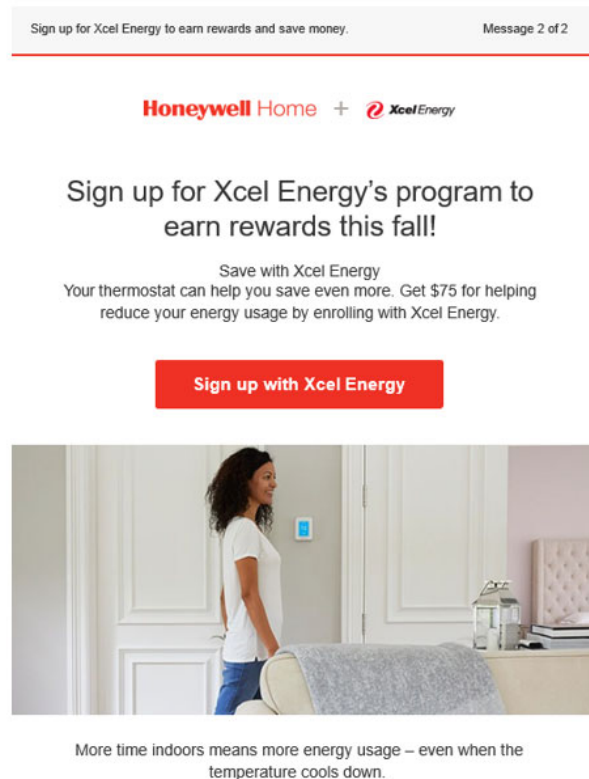 Sign up for Xcel Energy to earn rewards and save money. Message 2 of 2
Honeywell Home + Xcel Energy
Sign up for Xcel Energy's program to
earn rewards this fall!
Save with Xcel Energy
Your thermostat can help you save even more. Get $75 for helping
reduce your energy usage by enrolling with Xcel Energy.
Sign up with Xcel Energy
More time indoors means more energy usage – even when the
temperature cools down.